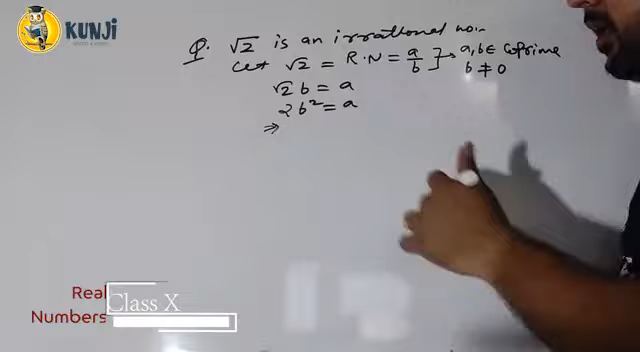 KUNJI
Q. √2 is an irrational no.
Let √2 = R.N = a/b ] → a, b ∈ Coprime
b ≠ 0
√2 b = a
2b² = a
⇒
Real
Numbers
Class X